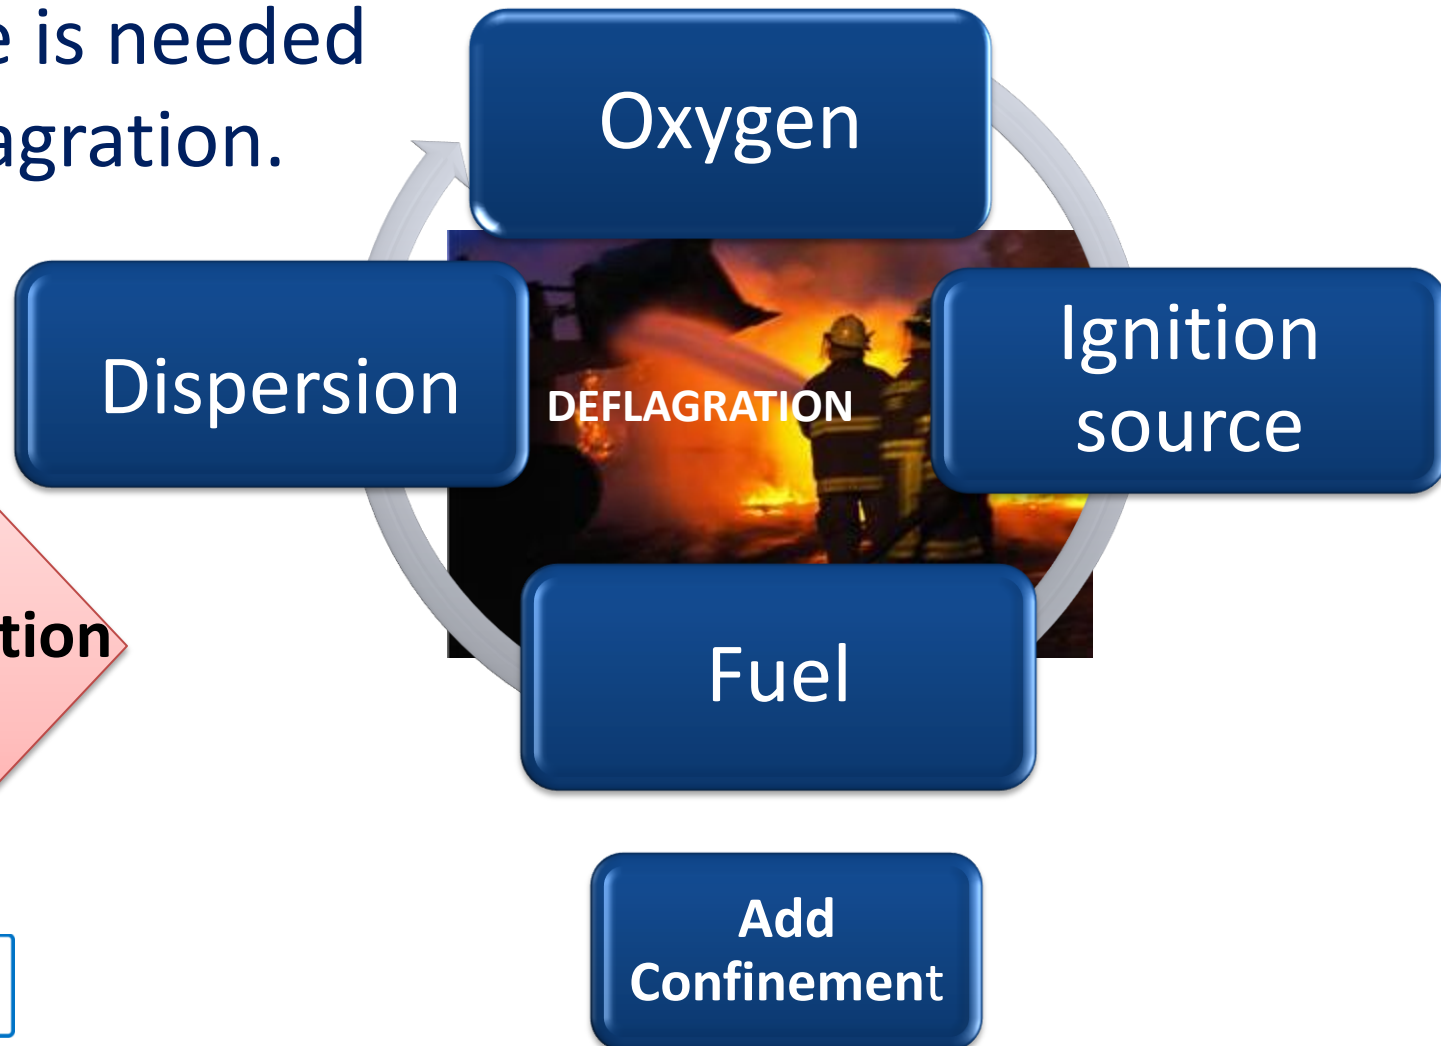 e is needed
agration.
Oxygen
Dispersion
DEFLAGRATION
Ignition
source
tion
Fuel
Add
Confinement